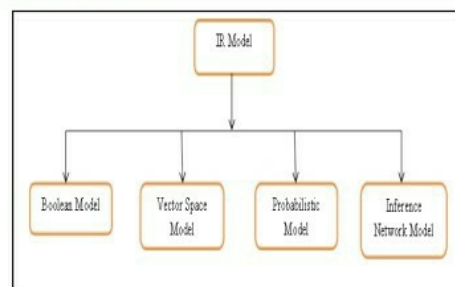 IR Model
Boolean Model
Vector Space
Model
Probabilistic
Model
Inference
Network Model